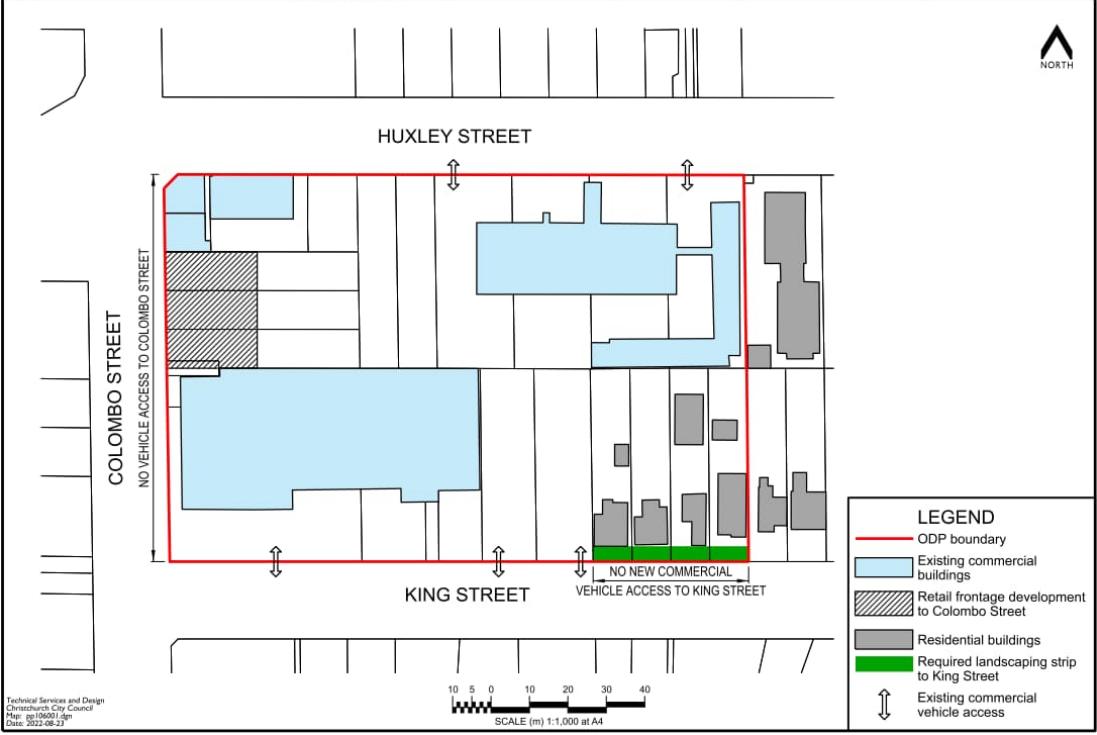 NORTH
HUXLEY STREET
COLOMBO STREET
NO VEHICLE ACCESS TO COLOMBO STREET
NO NEW COMMERCIAL
VEHICLE ACCESS TO KING STREET
KING STREET
LEGEND
ODP boundary
Existing commercial
buildings
Retail frontage development
to Colombo Street
Residential buildings
Required landscaping strip
to King Street
Existing commercial
vehicle access
10 5 0 10 20 30 40
SCALE (m) 1:1,000 at A4
Technical Services and Design
Christchurch City Council
Map: pp106001.dgn
Date: 2022-08-23